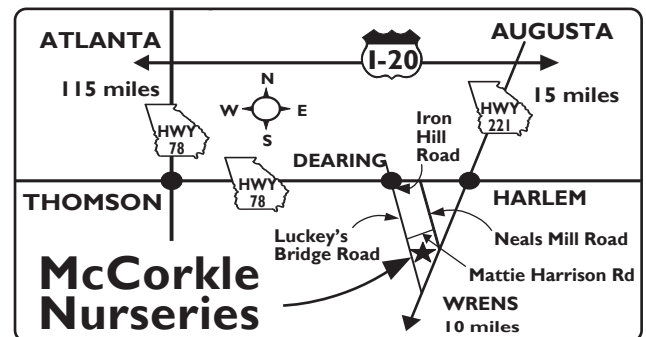 ATLANTA
AUGUSTA
I-20
115 miles
15 miles
N
W
E
S
HWY
78
HWY
221
Iron
Hill
Road
DEARING
HWY
78
THOMSON
HARLEM
Luckey's
Bridge Road
Neals Mill Road
Mattie Harrison Rd
McCorkle
Nurseries
WRENS
10 miles